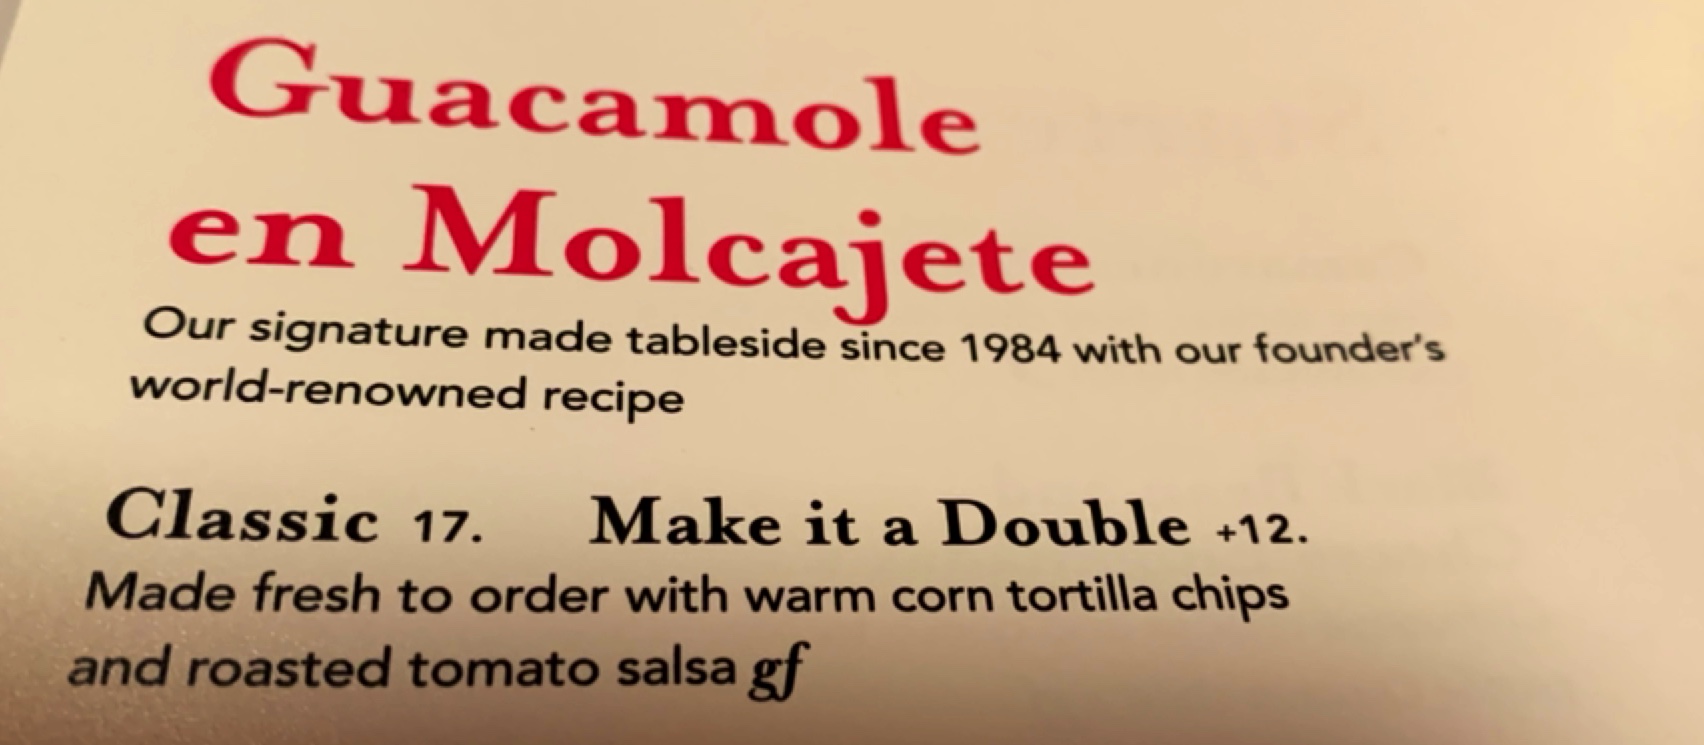 Guacamole
en Molcajete
Our signature made tableside since 1984 with our founder's
world-renowned recipe
Classic 17. Make it a Double +12.
Made fresh to order with warm corn tortilla chips
and roasted tomato salsa gf